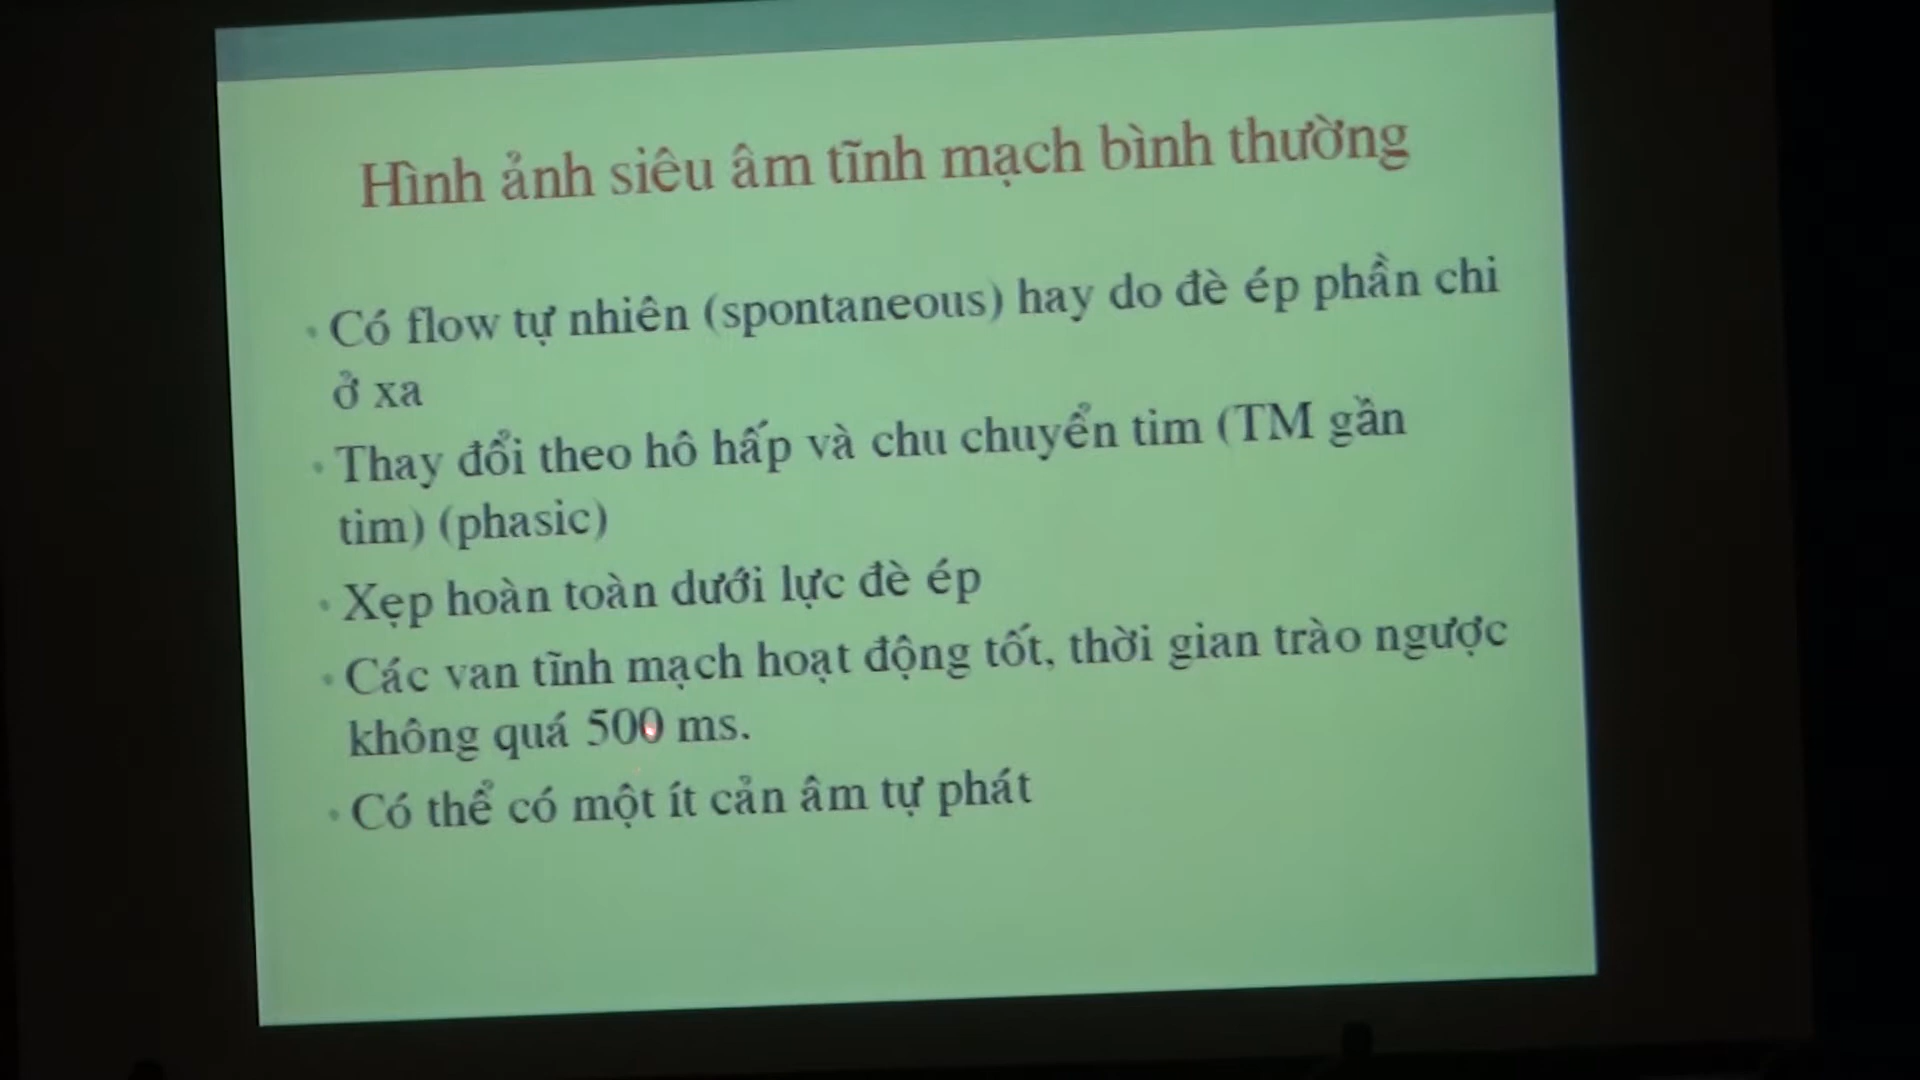 Hình ảnh siêu âm tĩnh mạch bình thường
• Có flow tự nhiên (spontaneous) hay do đè ép phần chi
ở xa
• Thay đổi theo hô hấp và chu chuyển tim (TM gần
tim) (phasic)
• Xẹp hoàn toàn dưới lực đè ép
• Các van tĩnh mạch hoạt động tốt, thời gian trào ngược
không quá 500 ms.
• Có thể có một ít cản âm tự phát